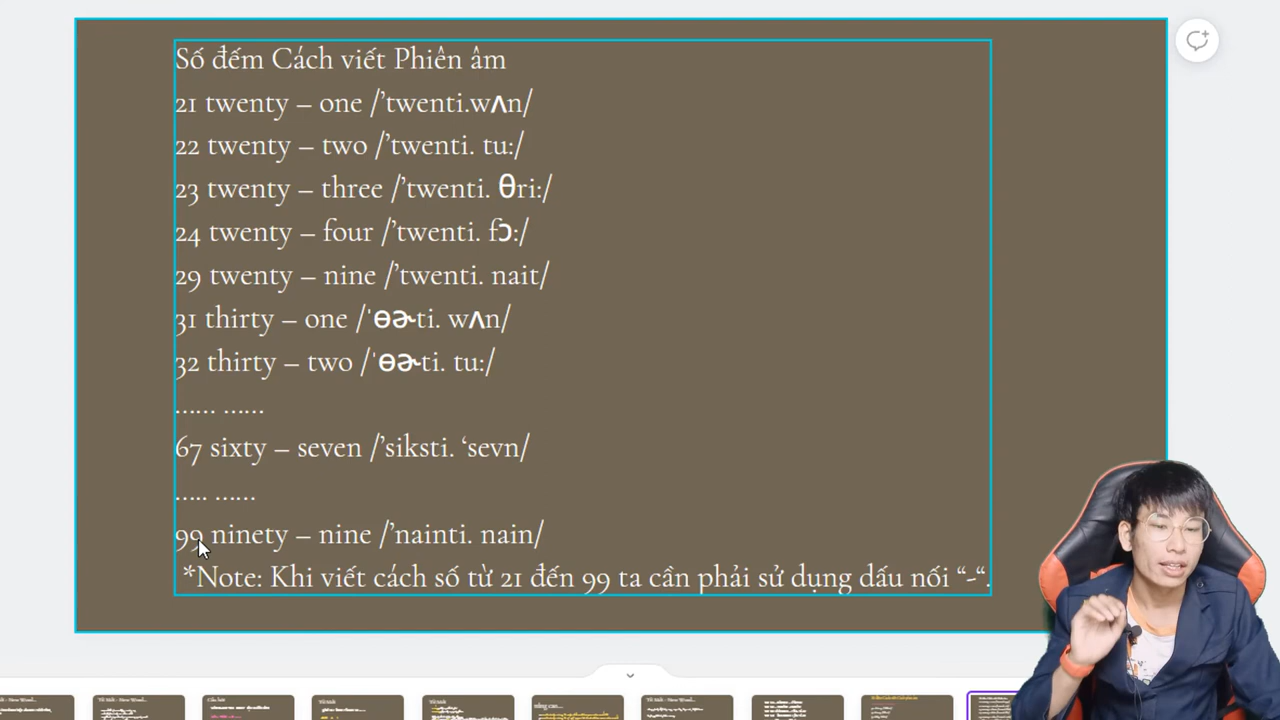 Số đếm Cách viết Phiên âm
21 twenty – one /’twenti.wʌn/
22 twenty – two /’twenti. tu:/
23 twenty – three /’twenti. θri:/
24 twenty – four /’twenti. fɔ:/
29 twenty – nine /’twenti. nait/
31 thirty – one /ˈɵɚti. wʌn/
32 thirty – two /ˈɵɚti. tu:/
...... ......
67 sixty – seven /’siksti. ‘sevn/
..... ......
99 ninety – nine /’nainti. nain/
*Note: Khi viết cách số từ 21 đến 99 ta cần phải sử dụng dấu nối “-“.